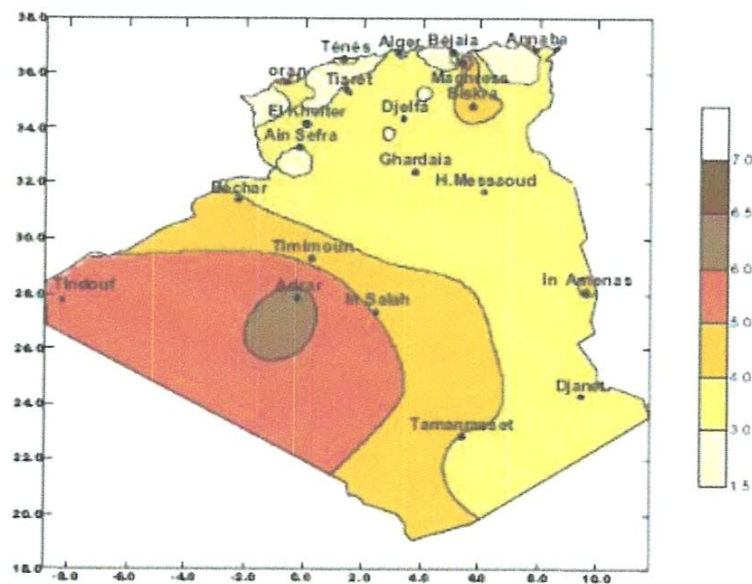 38.0
36.0
34.0
32.0
30.0
28.0
26.0
24.0
22.0
20.0
18.0
-8.0 -6.0 -4.0 -2.0 0.0 2.0 4.0 6.0 8.0 10.0
Ténés Alger Bejaia Annaba
oran Tiaret Maghress
Biskra
El Kheiter Djelfa
Ain Sefra
Ghardaia
H.Messaoud
Bechar
Timimoun
Tindouf Adrar In Salah In Amenas
Djanet
Tamanrasset
7.0
6.5
6.0
5.0
4.0
3.0
1.5